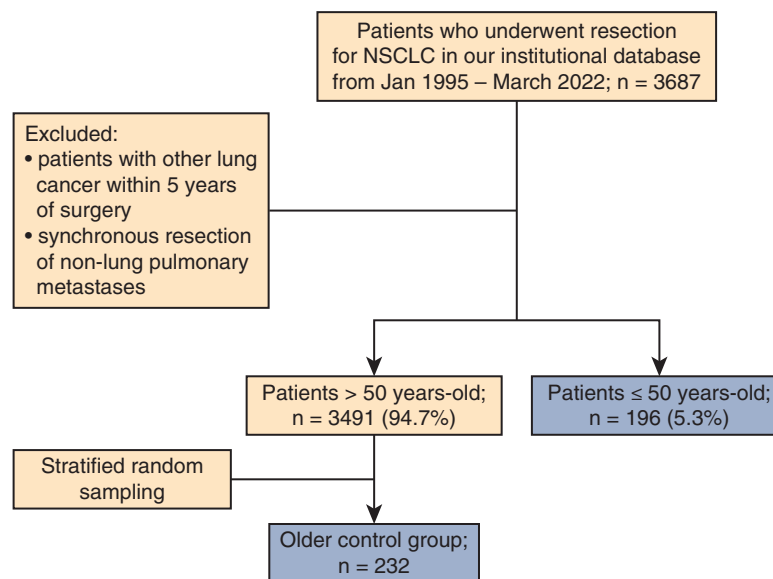 Patients who underwent resection
for NSCLC in our institutional database
from Jan 1995 – March 2022; n = 3687
Excluded:
• patients with other lung
cancer within 5 years
of surgery
• synchronous resection
of non-lung pulmonary
metastases
Patients > 50 years-old;
n = 3491 (94.7%)
Patients ≤ 50 years-old;
n = 196 (5.3%)
Stratified random
sampling
Older control group;
n = 232